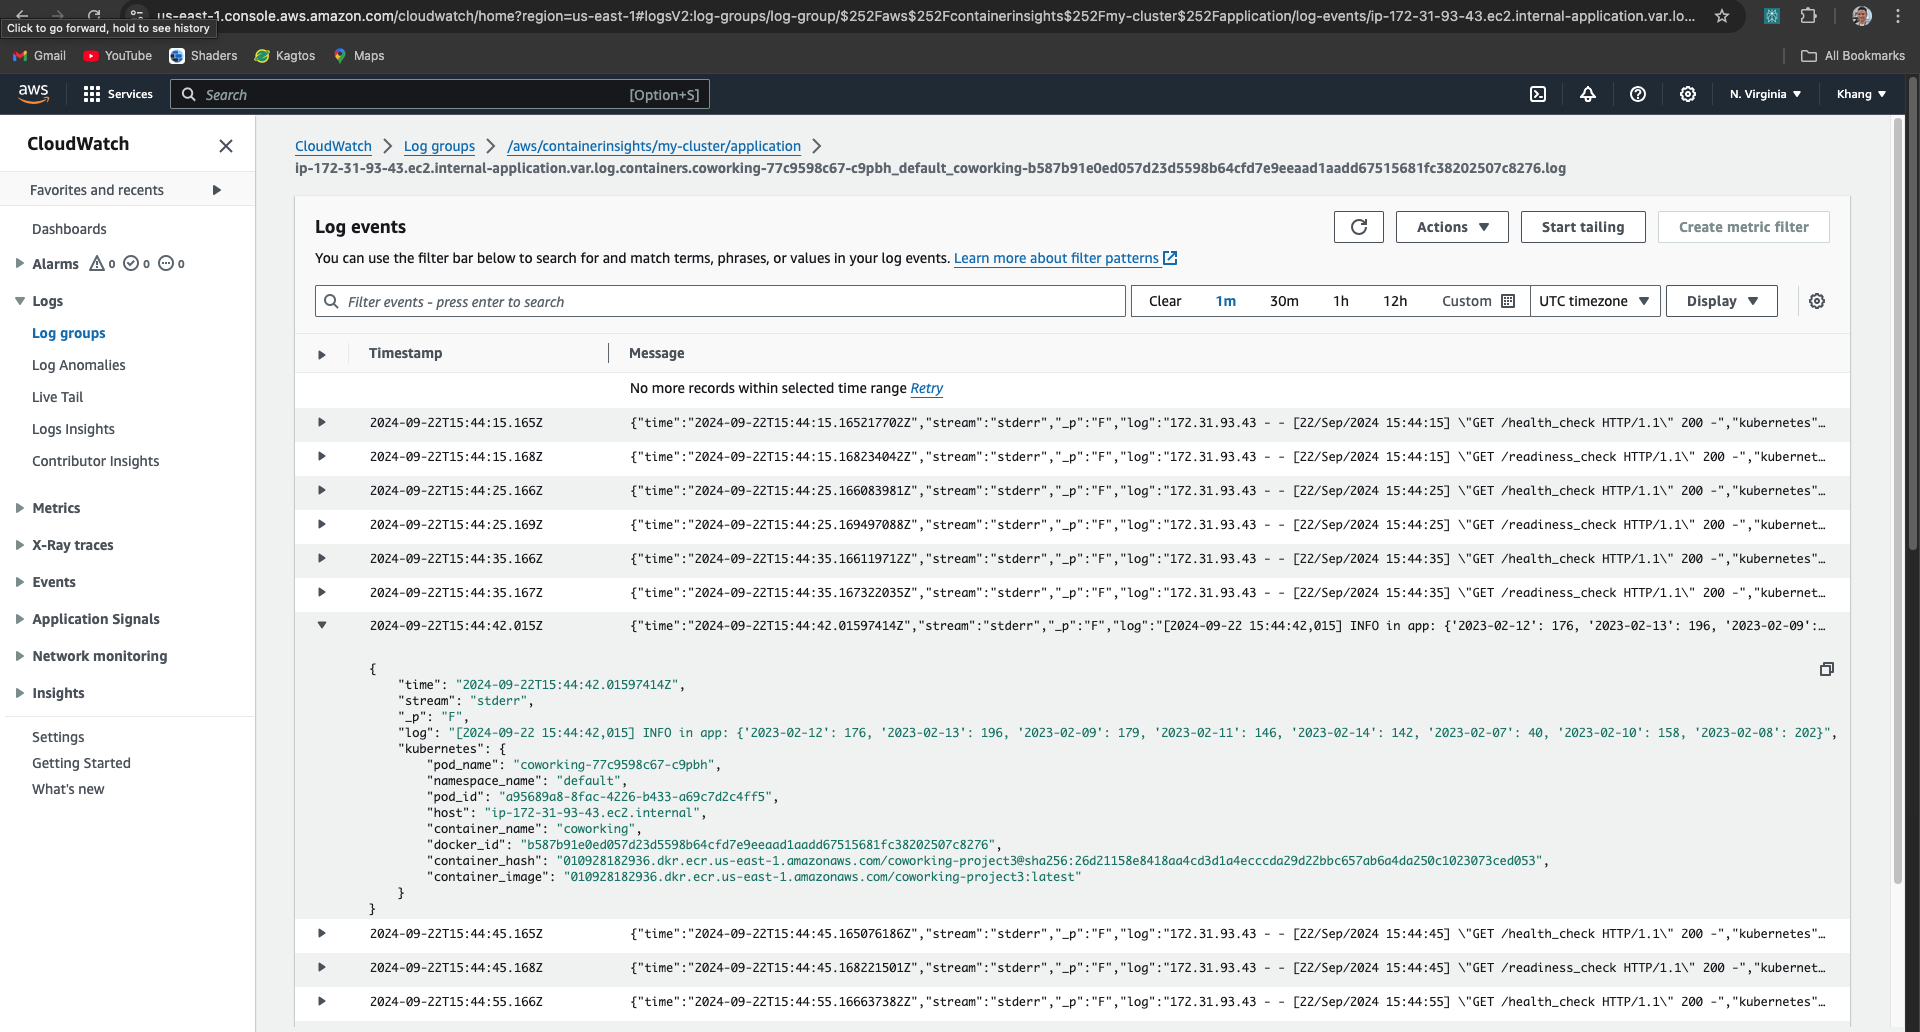 us-east-1.console.aws.amazon.com/cloudwatch/home?region=us-east-1#logsV2:log-groups/log-group/$252Faws$252Fcontainerinsights$252Fmy-cluster$252Fapplication/log-events/ip-172-31-93-43.ec2.internal-application.var.lo...
Click to go forward, hold to see history
Gmail YouTube Shaders Kagtos Maps All Bookmarks
aws Services Search [Option+S] N. Virginia Khang
CloudWatch
Favorites and recents
Dashboards
Alarms 0 0 0
Logs
Log groups
Log Anomalies
Live Tail
Logs Insights
Contributor Insights
Metrics
X-Ray traces
Events
Application Signals
Network monitoring
Insights
Settings
Getting Started
What's new
CloudWatch Log groups /aws/containerinsights/my-cluster/application
ip-172-31-93-43.ec2.internal-application.var.log.containers.coworking-77c9598c67-c9pbh_default_coworking-b587b91e0ed057d23d5598b64cfd7e9eeaad1aadd67515681fc38202507c8276.log
Log events
Actions Start tailing Create metric filter
You can use the filter bar below to search for and match terms, phrases, or values in your log events. Learn more about filter patterns
Filter events - press enter to search Clear 1m 30m 1h 12h Custom UTC timezone Display
Timestamp Message
No more records within selected time range Retry
2024-09-22T15:44:15.165Z {"time":"2024-09-22T15:44:15.165217702Z","stream":"stderr","_p":"F","log":"172.31.93.43 - - [22/Sep/2024 15:44:15] \"GET /health_check HTTP/1.1\" 200 -","kubernetes"…
2024-09-22T15:44:15.168Z {"time":"2024-09-22T15:44:15.168234042Z","stream":"stderr","_p":"F","log":"172.31.93.43 - - [22/Sep/2024 15:44:15] \"GET /readiness_check HTTP/1.1\" 200 -","kubernet…
2024-09-22T15:44:25.166Z {"time":"2024-09-22T15:44:25.166083981Z","stream":"stderr","_p":"F","log":"172.31.93.43 - - [22/Sep/2024 15:44:25] \"GET /health_check HTTP/1.1\" 200 -","kubernetes"…
2024-09-22T15:44:25.169Z {"time":"2024-09-22T15:44:25.169497088Z","stream":"stderr","_p":"F","log":"172.31.93.43 - - [22/Sep/2024 15:44:25] \"GET /readiness_check HTTP/1.1\" 200 -","kubernet…
2024-09-22T15:44:35.166Z {"time":"2024-09-22T15:44:35.166119712Z","stream":"stderr","_p":"F","log":"172.31.93.43 - - [22/Sep/2024 15:44:35] \"GET /health_check HTTP/1.1\" 200 -","kubernetes"…
2024-09-22T15:44:35.167Z {"time":"2024-09-22T15:44:35.167322035Z","stream":"stderr","_p":"F","log":"172.31.93.43 - - [22/Sep/2024 15:44:35] \"GET /readiness_check HTTP/1.1\" 200 -","kubernet…
2024-09-22T15:44:42.015Z {"time":"2024-09-22T15:44:42.01597414Z","stream":"stderr","_p":"F","log":"[2024-09-22 15:44:42,015] INFO in app: {'2023-02-12': 176, '2023-02-13': 196, '2023-02-09':…
{
"time": "2024-09-22T15:44:42.01597414Z",
"stream": "stderr",
"_p": "F",
"log": "[2024-09-22 15:44:42,015] INFO in app: {'2023-02-12': 176, '2023-02-13': 196, '2023-02-09': 179, '2023-02-11': 146, '2023-02-14': 142, '2023-02-07': 40, '2023-02-10': 158, '2023-02-08': 202}",
"kubernetes": {
"pod_name": "coworking-77c9598c67-c9pbh",
"namespace_name": "default",
"pod_id": "a95689a8-8fac-4226-b433-a69c7d2c4ff5",
"host": "ip-172-31-93-43.ec2.internal",
"container_name": "coworking",
"docker_id": "b587b91e0ed057d23d5598b64cfd7e9eeaad1aadd67515681fc38202507c8276",
"container_hash": "010928182936.dkr.ecr.us-east-1.amazonaws.com/coworking-project3@sha256:26d21158e8418aa4cd3d1a4ecccda29d22bbc657ab6a4da250c1023073ced053",
"container_image": "010928182936.dkr.ecr.us-east-1.amazonaws.com/coworking-project3:latest"
}
}
2024-09-22T15:44:45.165Z {"time":"2024-09-22T15:44:45.165076186Z","stream":"stderr","_p":"F","log":"172.31.93.43 - - [22/Sep/2024 15:44:45] \"GET /health_check HTTP/1.1\" 200 -","kubernetes"…
2024-09-22T15:44:45.168Z {"time":"2024-09-22T15:44:45.168221501Z","stream":"stderr","_p":"F","log":"172.31.93.43 - - [22/Sep/2024 15:44:45] \"GET /readiness_check HTTP/1.1\" 200 -","kubernet…
2024-09-22T15:44:55.166Z {"time":"2024-09-22T15:44:55.166637382Z","stream":"stderr","_p":"F","log":"172.31.93.43 - - [22/Sep/2024 15:44:55] \"GET /health_check HTTP/1.1\" 200 -","kubernetes"…